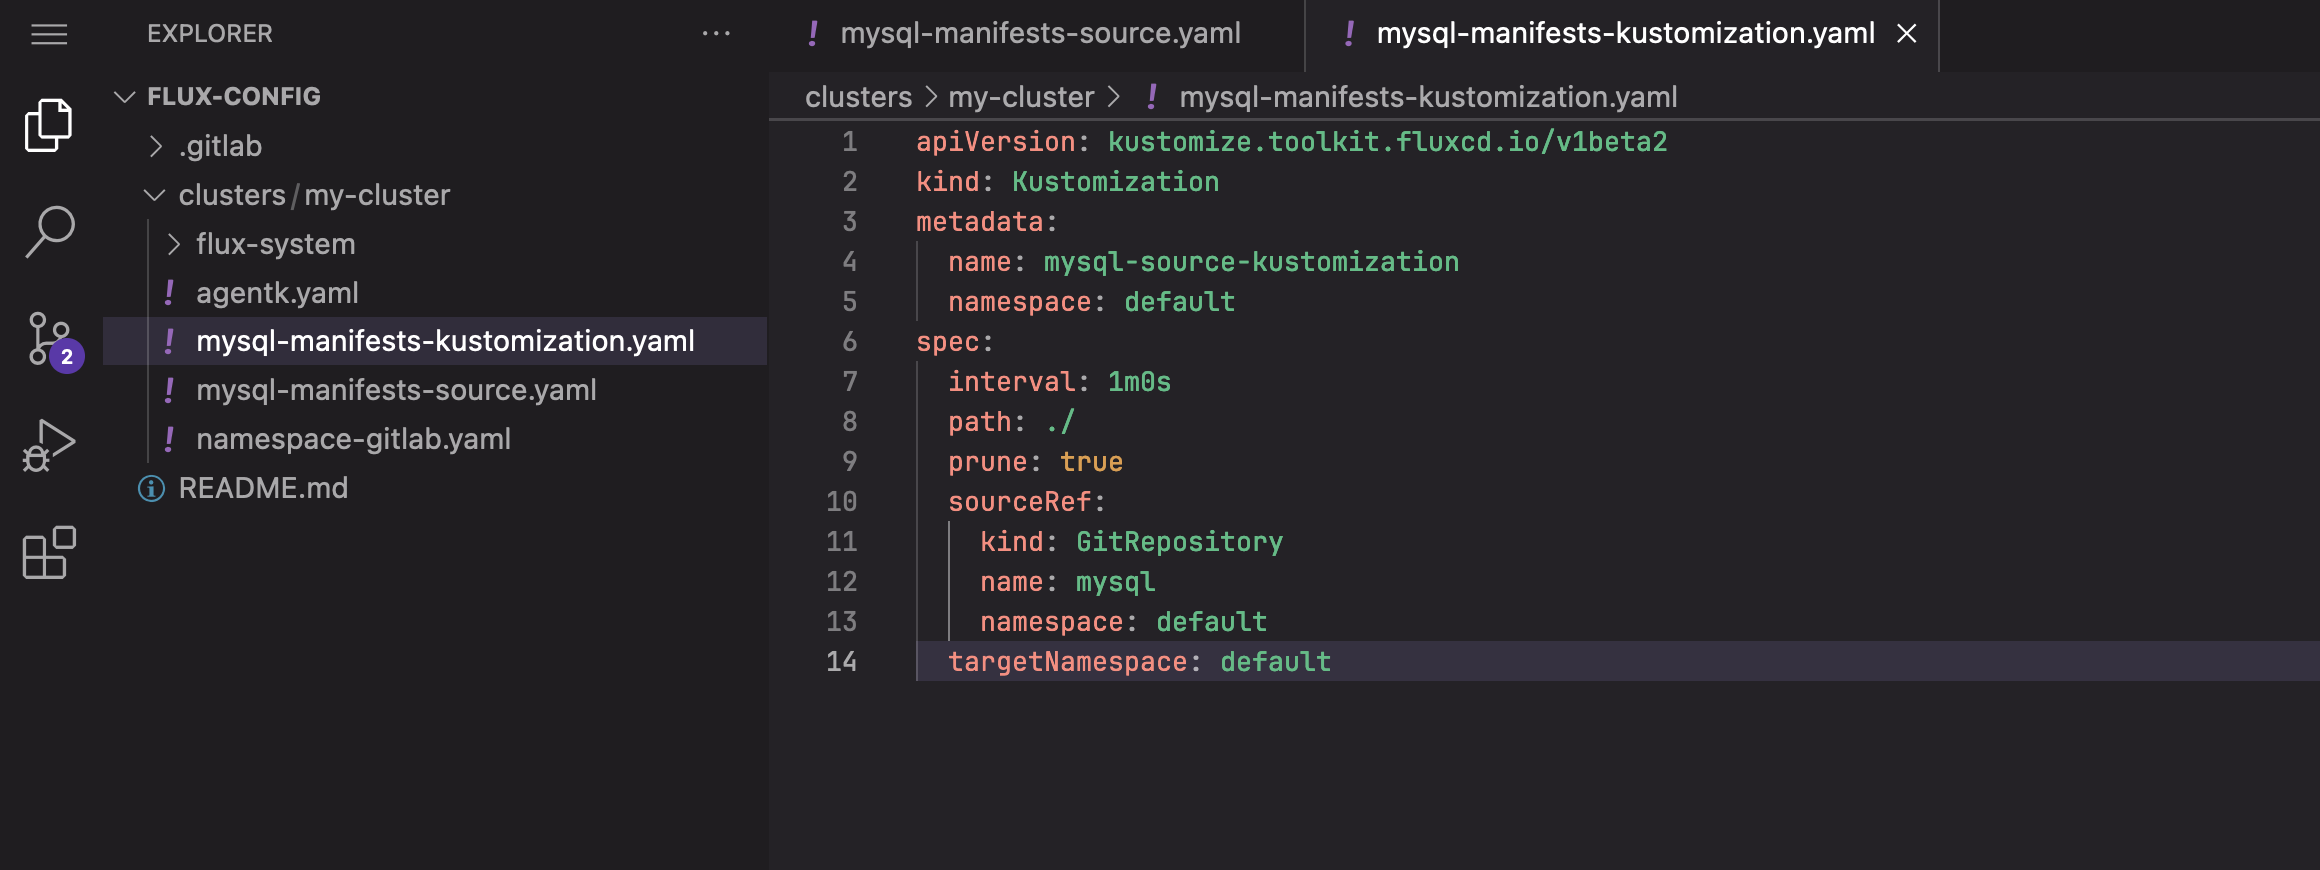 EXPLORER
FLUX-CONFIG
.gitlab
clusters/my-cluster
flux-system
agentk.yaml
mysql-manifests-kustomization.yaml
mysql-manifests-source.yaml
namespace-gitlab.yaml
README.md
2
mysql-manifests-source.yaml
mysql-manifests-kustomization.yaml
clusters > my-cluster > ! mysql-manifests-kustomization.yaml
1 apiVersion: kustomize.toolkit.fluxcd.io/v1beta2
2 kind: Kustomization
3 metadata:
4   name: mysql-source-kustomization
5   namespace: default
6 spec:
7   interval: 1m0s
8   path: ./
9   prune: true
10   sourceRef:
11     kind: GitRepository
12     name: mysql
13     namespace: default
14   targetNamespace: default